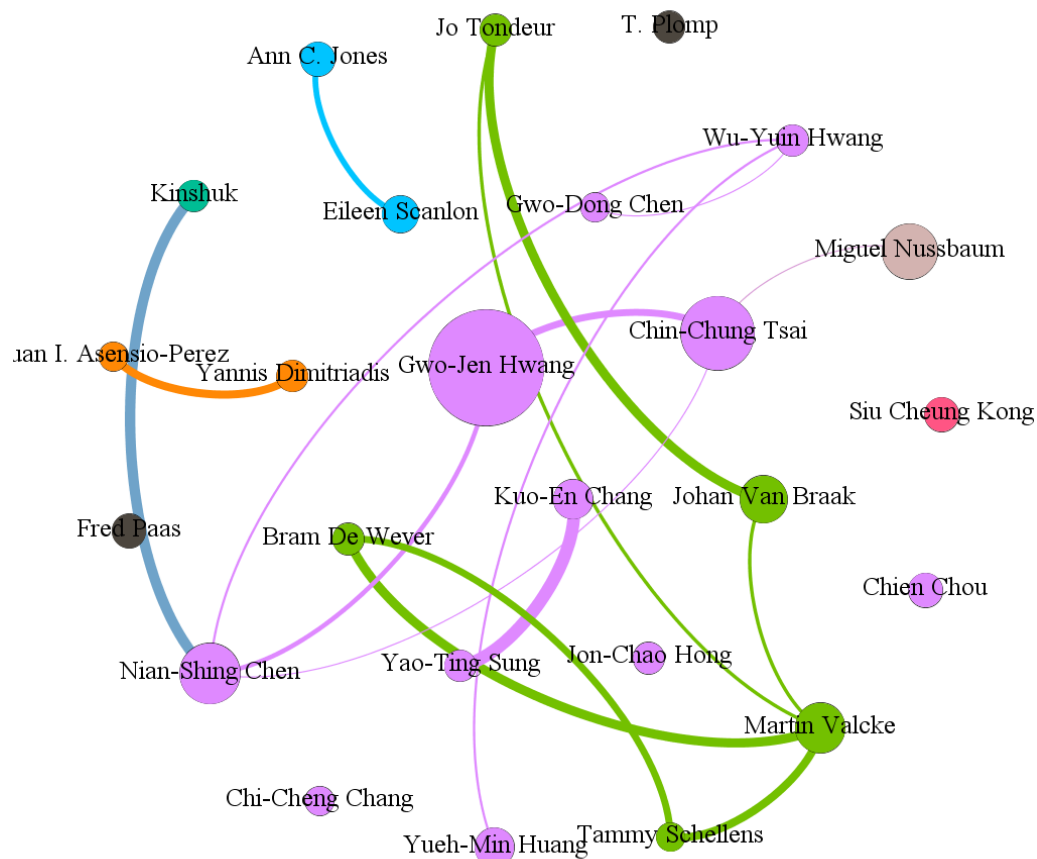 Jo Tondeur
T. Plomp
Ann C. Jones
Wu-Yuin Hwang
Kinshuk
Eileen Scanlon
Gwo-Dong Chen
Miguel Nussbaum
Chin-Chung Tsai
uan I. Asensio-Perez
Yannis Dimitriadis
Gwo-Jen Hwang
Siu Cheung Kong
Kuo-En Chang
Johan Van Braak
Fred Paas
Bram De Wever
Chien Chou
Nian-Shing Chen
Yao-Ting Sung
Jon-Chao Hong
Martin Valcke
Chi-Cheng Chang
Yueh-Min Huang
Tammy Schellens